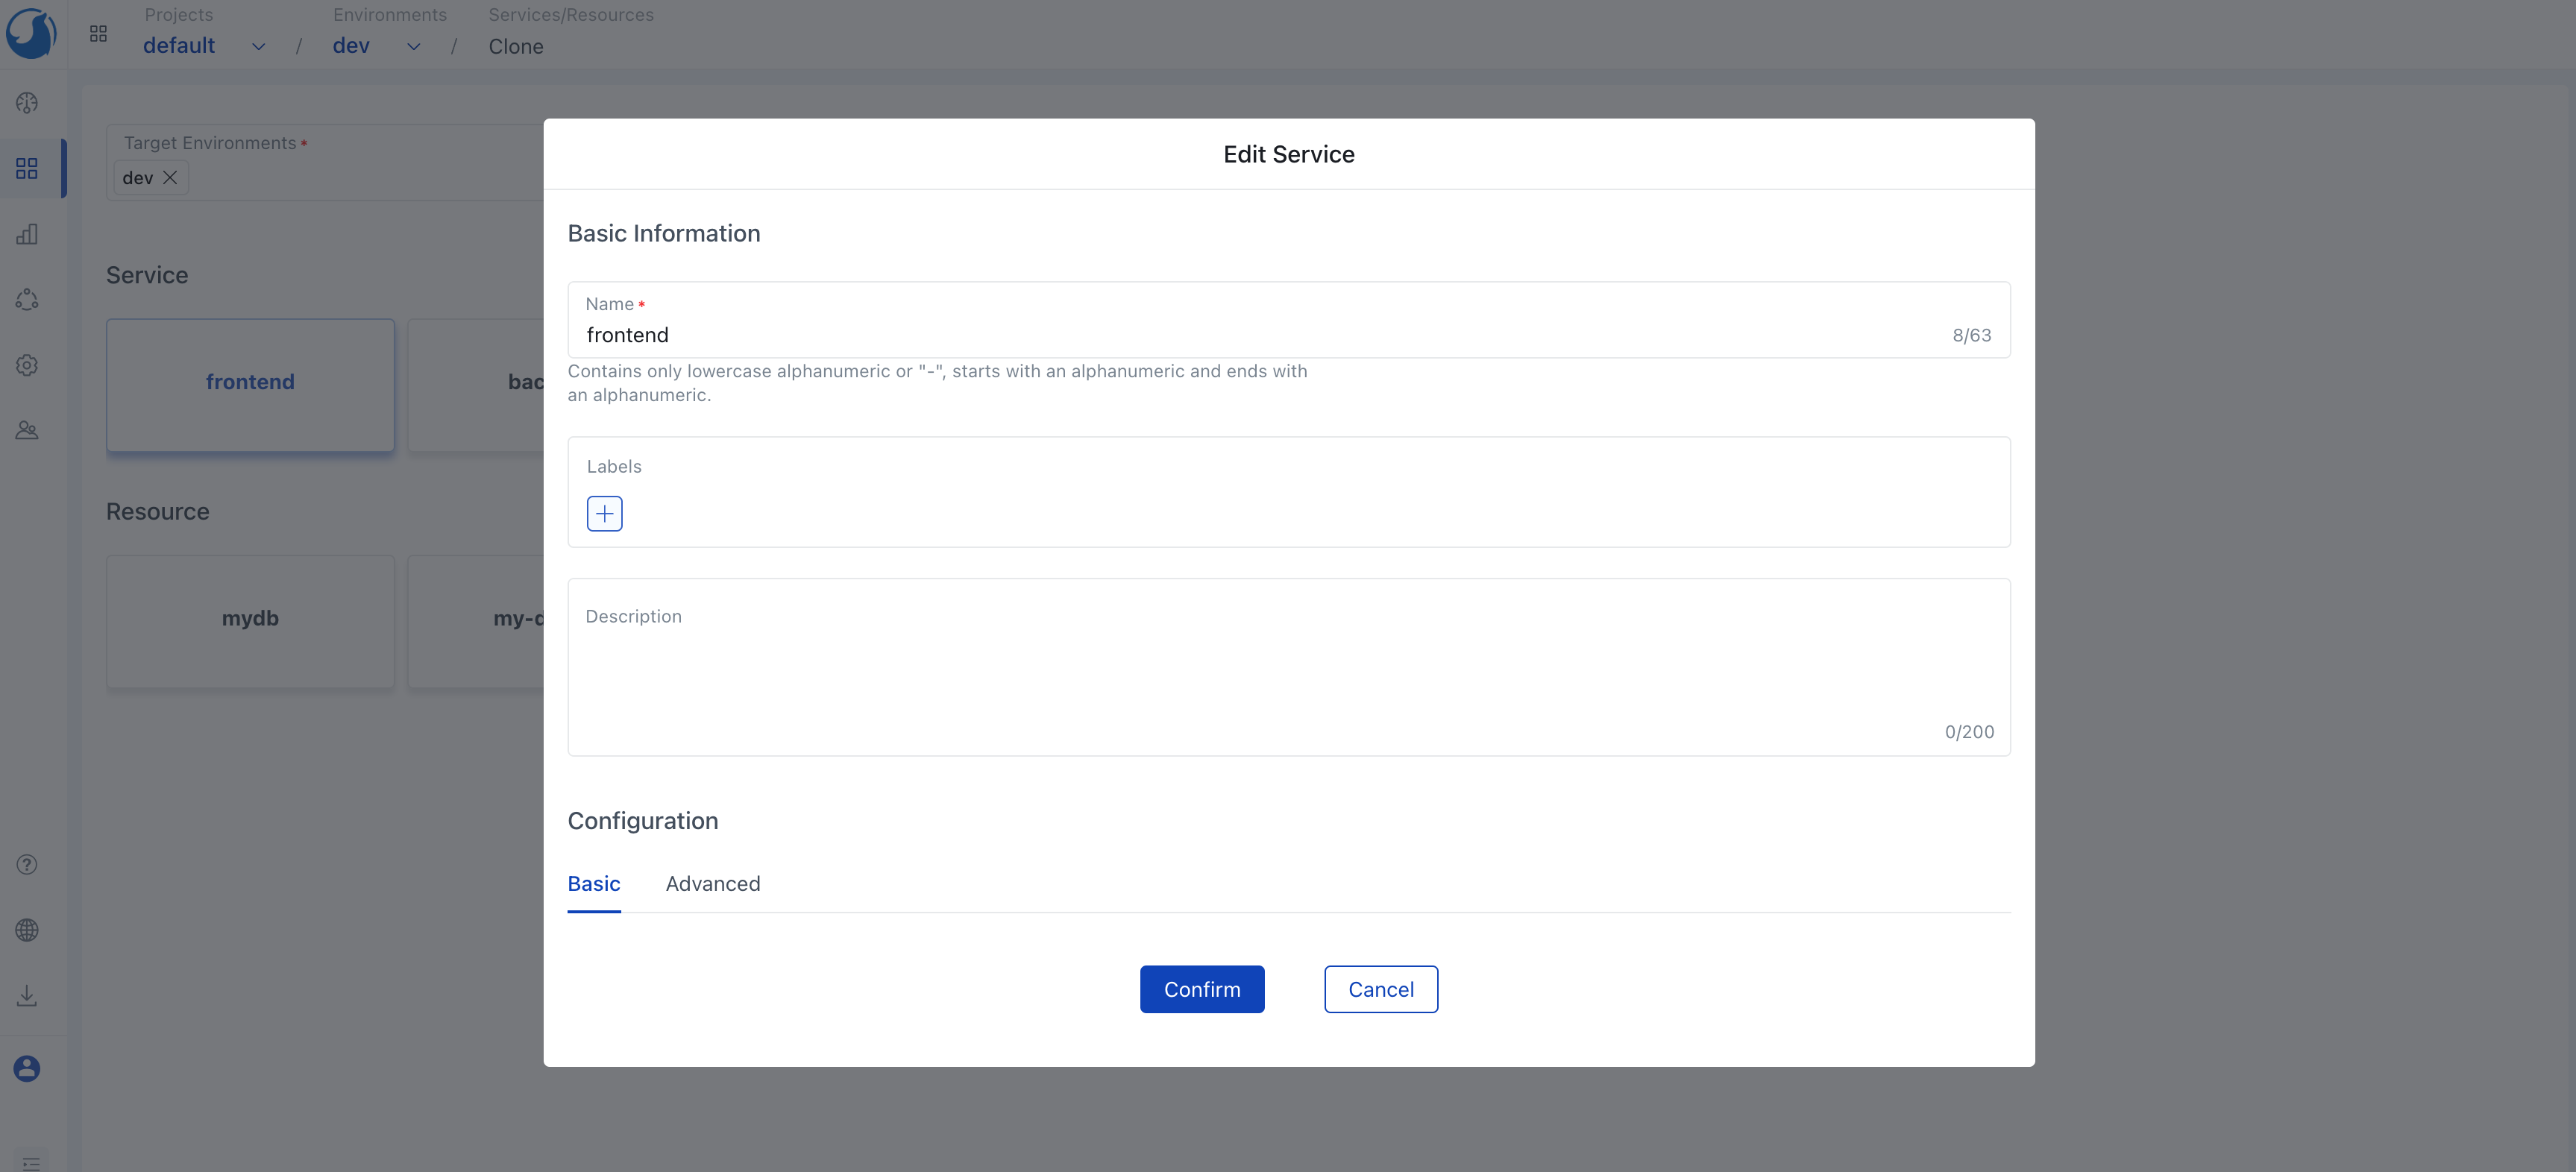 Projects
Environments
Services/Resources
default
/
dev
/
Clone
Target Environments *
dev
Service
frontend
Resource
mydb
Edit Service
Basic Information
Name *
frontend
8/63
Contains only lowercase alphanumeric or "-", starts with an alphanumeric and ends with
an alphanumeric.
Labels
Description
0/200
Configuration
Basic
Advanced
Confirm
Cancel